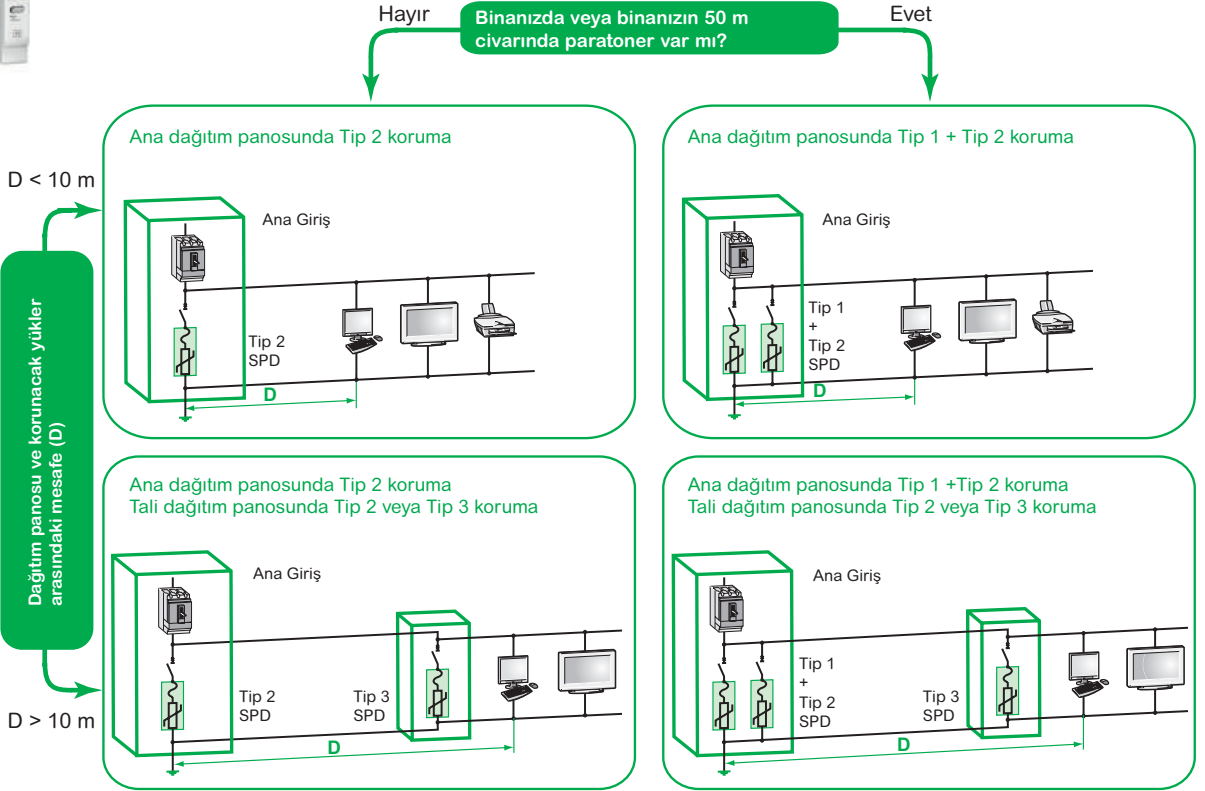 Hayır
Binanızda veya binanızın 50 m
civarında paratoner var mı?
Evet
D < 10 m
Dağıtım panosu ve korunacak yükler
arasındaki mesafe (D)
D > 10 m
Ana dağıtım panosunda Tip 2 koruma
Ana Giriş
Tip 2
SPD
D
Ana dağıtım panosunda Tip 1 + Tip 2 koruma
Ana Giriş
Tip 1
+
Tip 2
SPD
D
Ana dağıtım panosunda Tip 2 koruma
Tali dağıtım panosunda Tip 2 veya Tip 3 koruma
Ana Giriş
Tip 2
SPD
Tip 3
SPD
D
Ana dağıtım panosunda Tip 1 +Tip 2 koruma
Tali dağıtım panosunda Tip 2 veya Tip 3 koruma
Ana Giriş
Tip 1
+
Tip 2
SPD
Tip 3
SPD
D